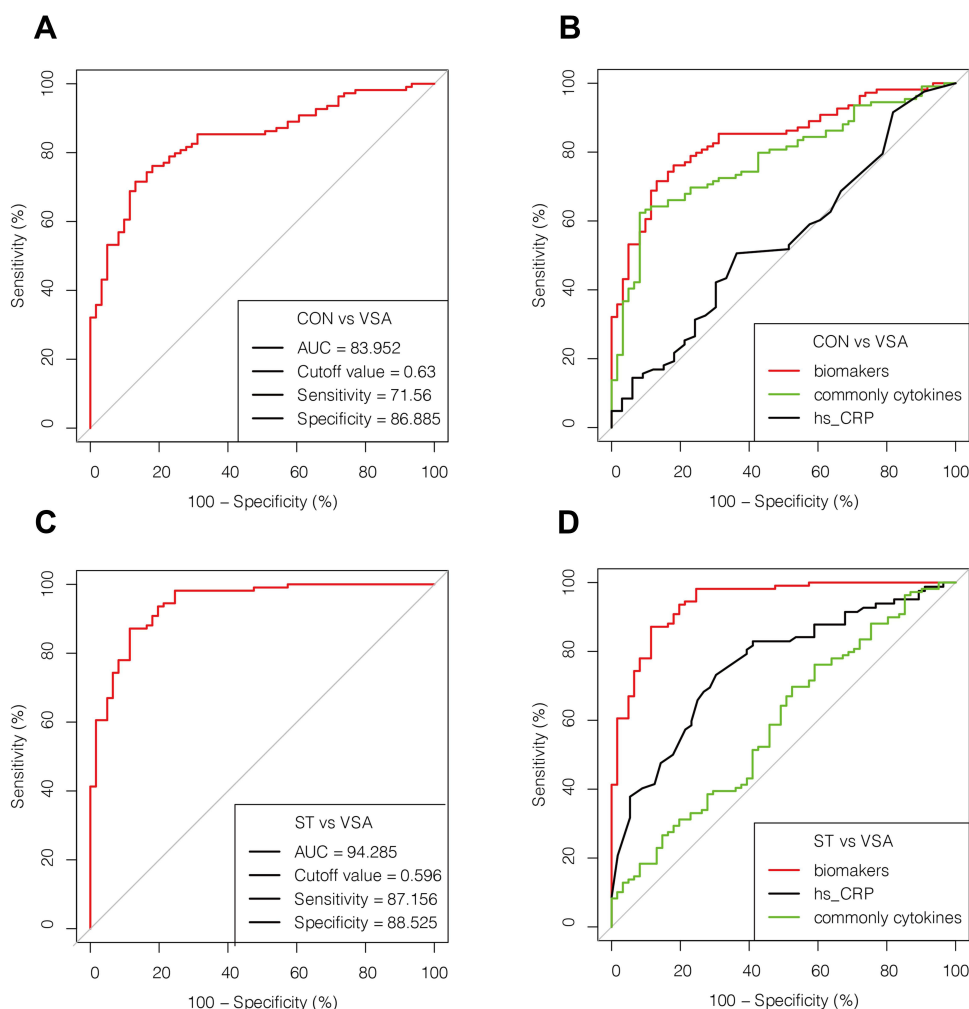 A
100
80
60
40
20
0
Sensitivity (%)
CON vs VSA
AUC = 83.952
Cutoff value = 0.63
Sensitivity = 71.56
Specificity = 86.885
0 20 40 60 80 100
100 – Specificity (%)
B
100
80
60
40
20
0
Sensitivity (%)
CON vs VSA
biomakers
commonly cytokines
hs_CRP
0 20 40 60 80 100
100 – Specificity (%)
C
100
80
60
40
20
0
Sensitivity (%)
ST vs VSA
AUC = 94.285
Cutoff value = 0.596
Sensitivity = 87.156
Specificity = 88.525
0 20 40 60 80 100
100 – Specificity (%)
D
100
80
60
40
20
0
Sensitivity (%)
ST vs VSA
biomakers
hs_CRP
commonly cytokines
0 20 40 60 80 100
100 – Specificity (%)